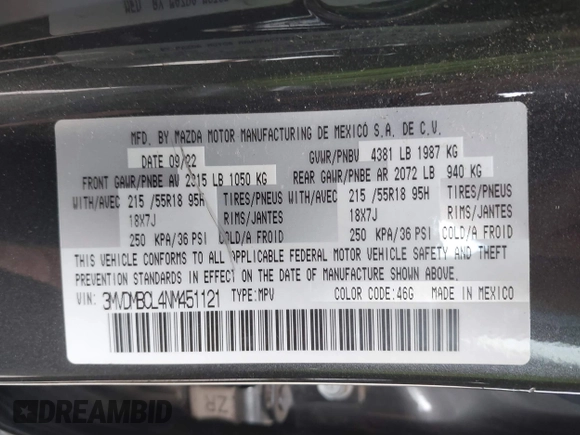 MFD. BY MAZDA MOTOR MANUFACTURING DE MEXICO S.A. DE C.V.
DATE 09/22 GVWR/PNBV 4381 LB 1987 KG
FRONT GAWR/PNBE AV 2315 LB 1050 KG REAR GAWR/PNBE AR 2072 LB 940 KG
WITH/AVEC 215 /55R18 95H TIRES/PNEUS WITH/AVEC 215 /55R18 95H TIRES/PNEUS
18X7J RIMS/JANTES 18X7J RIMS/JANTES
250 KPA/36 PSI COLD/A FROID 250 KPA/36 PSI COLD/A FROID
THIS VEHICLE CONFORMS TO ALL APPLICABLE FEDERAL MOTOR VEHICLE SAFETY AND THEFT
PREVENTION STANDARDS IN EFFECT ON THE DATE OF MANUFACTURE SHOWN ABOVE.
VIN: 3MVDMBCL4NM451121 TYPE:MPV COLOR CODE:46G MADE IN MEXICO
ZR
DREAMBID